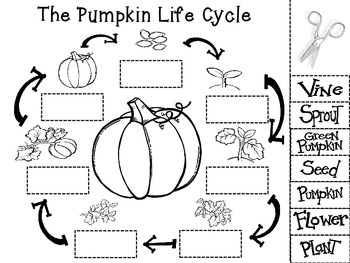 The Pumpkin Life Cycle
Vine
Sprout
Green
Pumpkin
Seed
Pumpkin
Flower
Plant